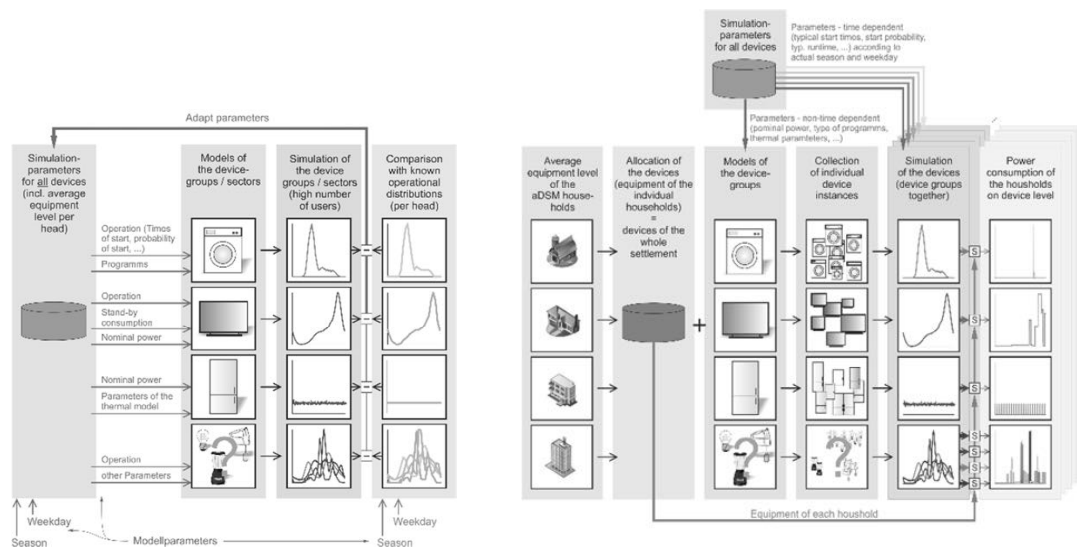 Adapt parameters
Simulation-
parameters
for all devices
(incl. average
equipment
level per
head)
Operation (Times
of start, probability
of start, ...)
Programms
Operation
Stand-by
consumption
Nominal power
Nominal power
Parameters of the
thermal model
Operation
other Parameters
Models of
the device-
groups / sectors
Simulation of
the device
groups / sectors
(high number
of users)
Comparison
with known
operational
distributions
(per head)
Weekday
Season
Modellparameters
Weekday
Season
Simulation-
parameters
for all devices
Parameters - time dependent
(typical start times, start probability,
typ. runtime, ...) according to
actual season and weekday
Parameters - non-time dependent
(pominal power, type of programms,
thermal paramteters, ...)
Average
equipment level
of the
aDSM house-
holds
Allocation of
the devices
(equipment of the
individual
households)
=
devices of the
whole
settlement
+
Models of
the device-
groups
Collection
of individual
device
instances
Simulation
of the devices
(device groups
together)
Power
consumption of
the housholds
on device level
S
S
S
S
S
S
S
Equipment of each houshold